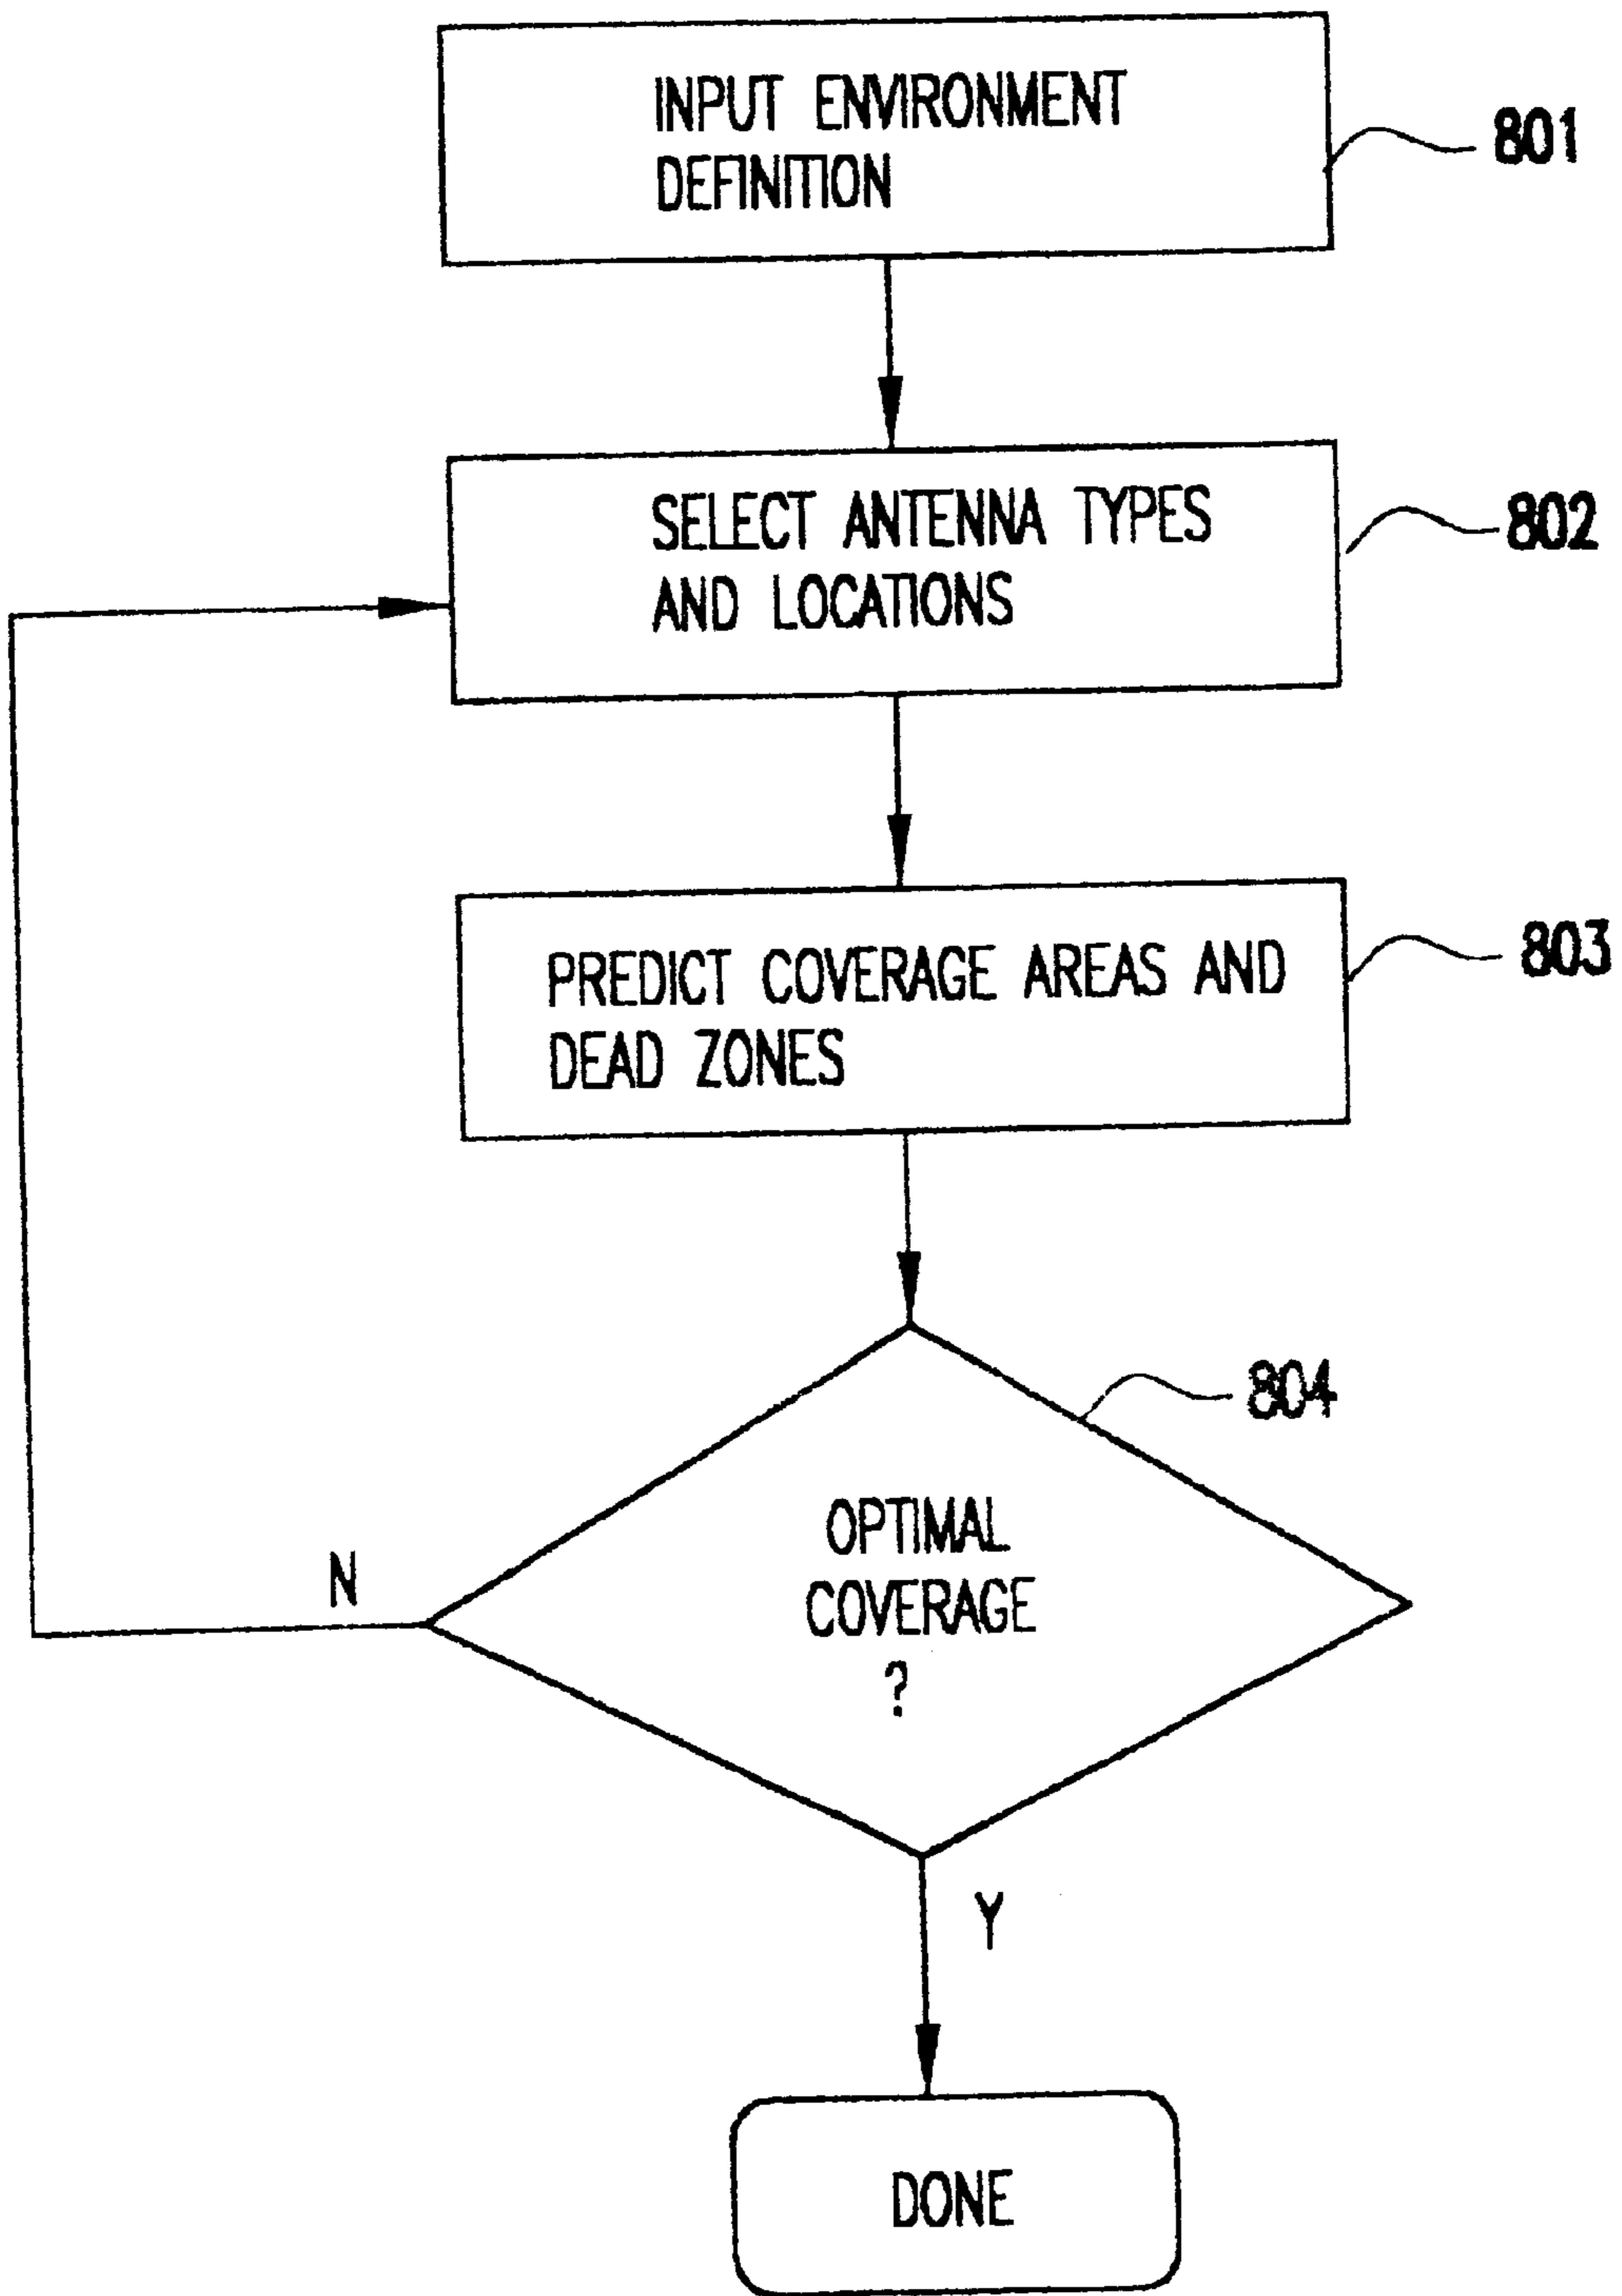 INPUT ENVIRONMENT
DEFINITION
801
SELECT ANTENNA TYPES
AND LOCATIONS
802
PREDICT COVERAGE AREAS AND
DEAD ZONES
803
804
OPTIMAL
COVERAGE
?
N
Y
DONE